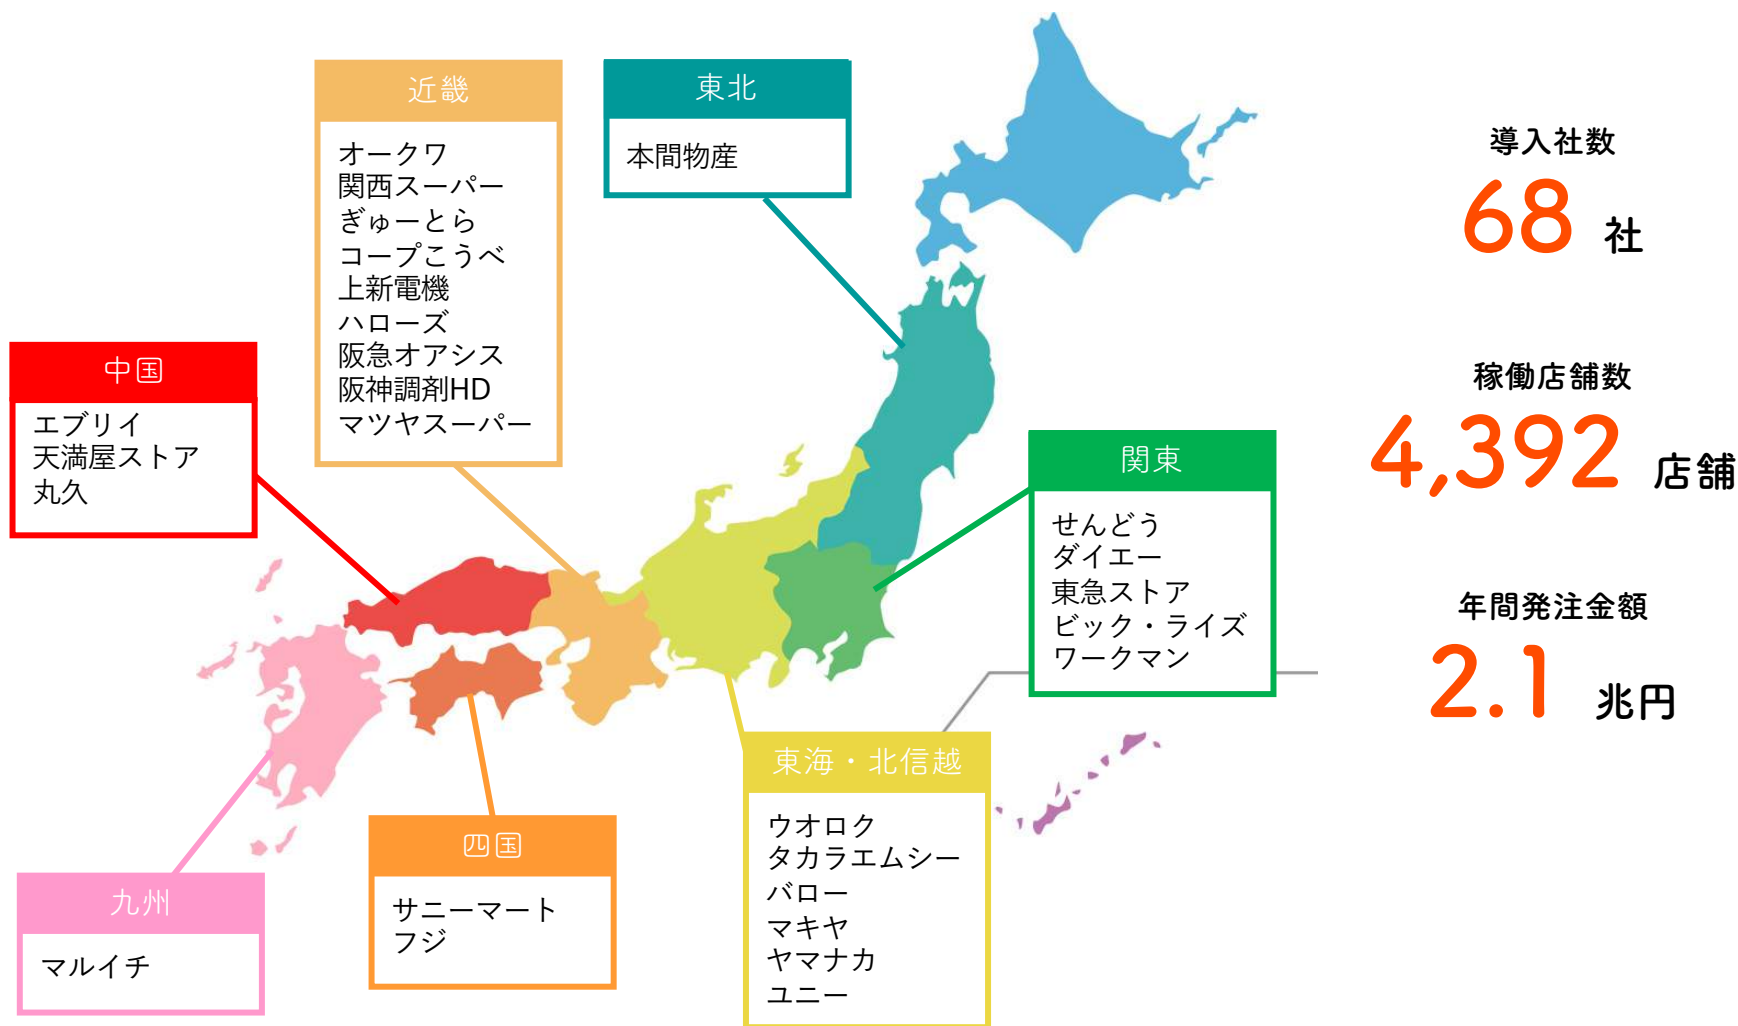 近畿
オークワ
関西スーパー
ぎゅーとら
コープこうべ
上新電機
ハローズ
阪急オアシス
阪神調剤HD
マツヤスーパー
東北
本間物産
導入社数
68 社
中国
エブリイ
天満屋ストア
丸久
稼働店舗数
4,392 店舗
関東
せんどう
ダイエー
東急ストア
ビック・ライズ
ワークマン
年間発注金額
2.1 兆円
東海・北信越
ウオロク
タカラエムシー
バロー
マキヤ
ヤマナカ
ユニー
四国
サニーマート
フジ
九州
マルイチ